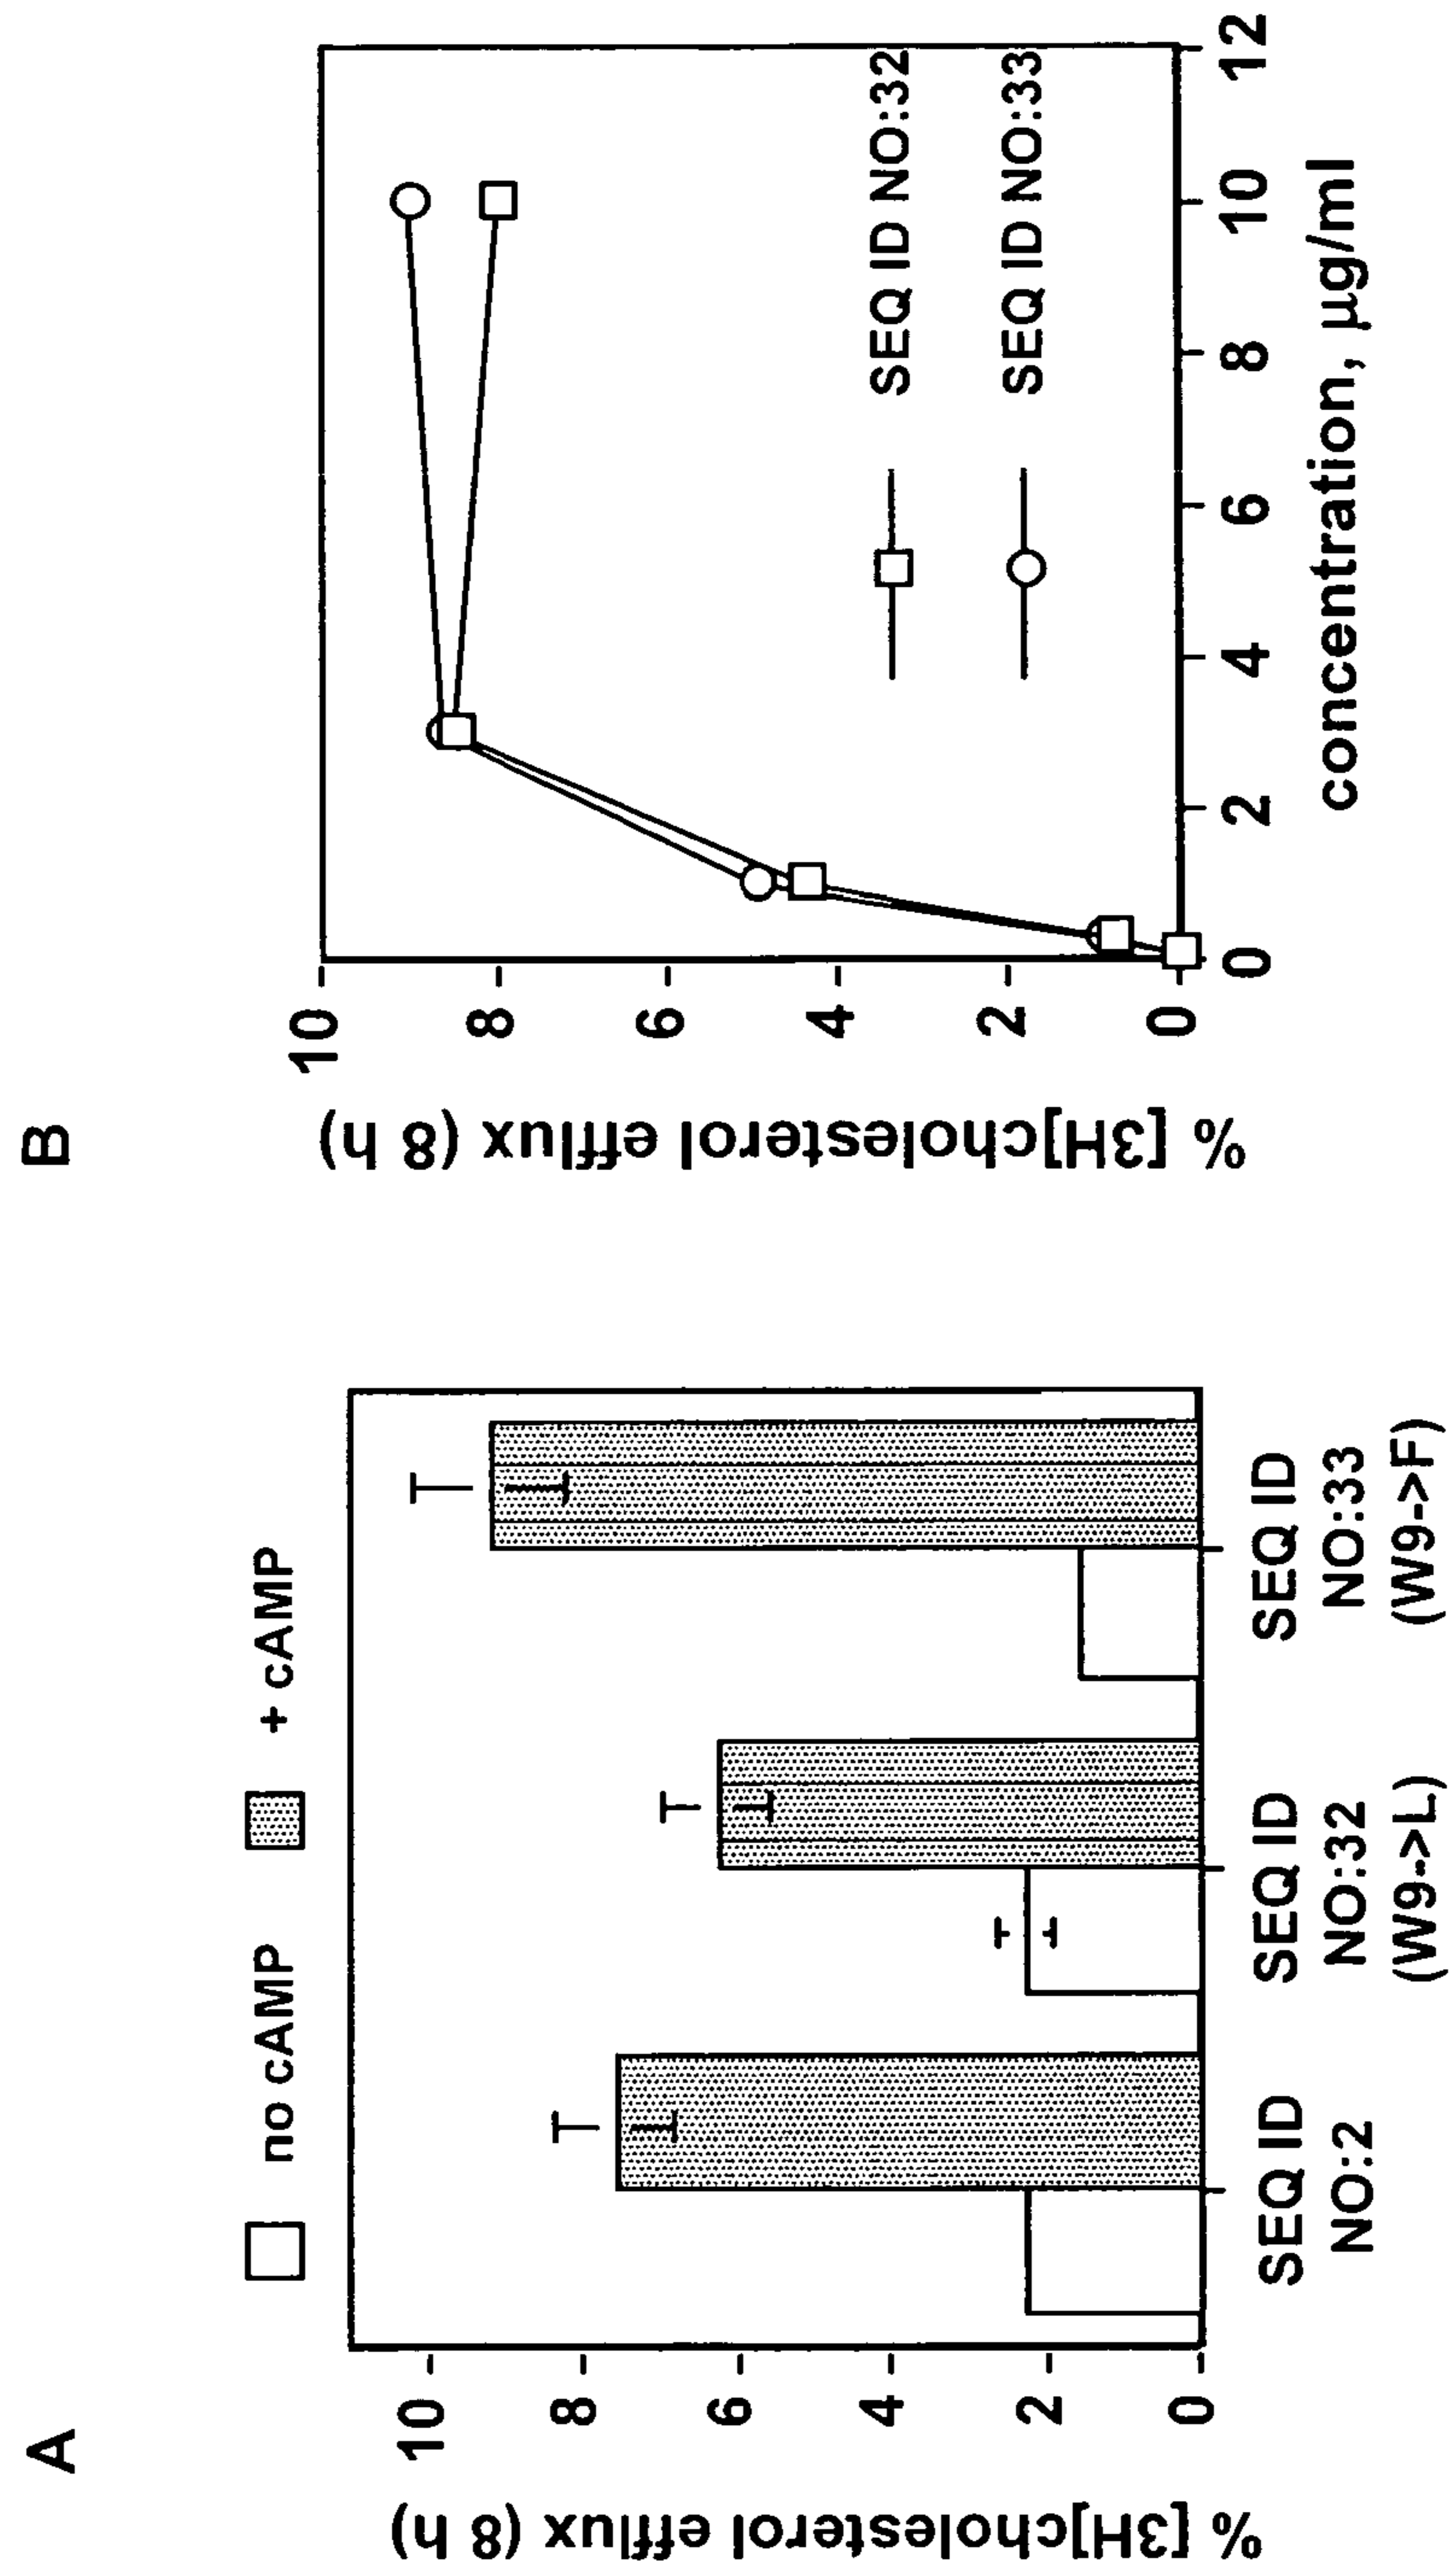 A
no cAMP
+ cAMP
% [3H]cholesterol efflux (8 h)
10
8
6
4
2
0
SEQ ID
NO:2
SEQ ID
NO:32
(W9->L)
SEQ ID
NO:33
(W9->F)
B
% [3H]cholesterol efflux (8 h)
10
8
6
4
2
0
SEQ ID NO:32
SEQ ID NO:33
0 2 4 6 8 10 12
concentration, µg/ml